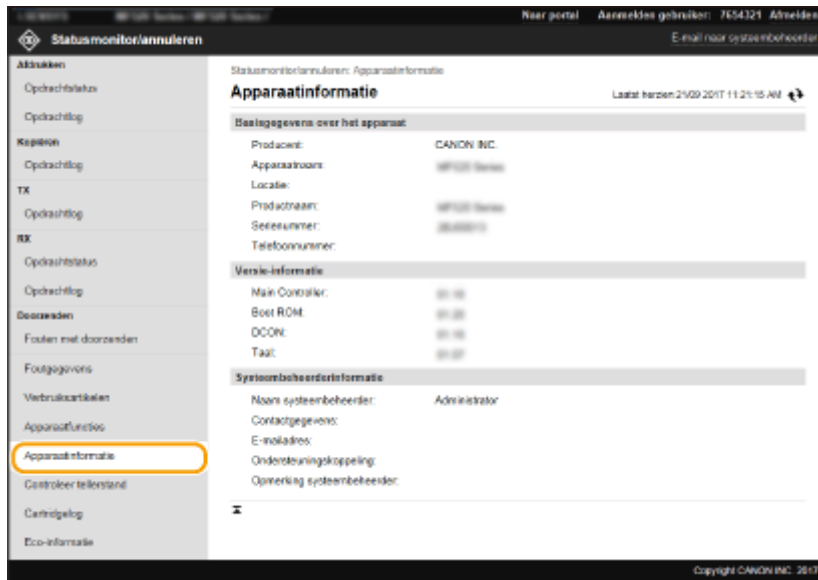 Naar portal Aanmelden gebruiker: 7654321 Afmelden
Statusmonitor/annuleren
E-mail naar systeembeheerder
Afdrukken
Opdrachtstatus
Opdrachtlog
Kopiëren
Opdrachtlog
TX
Opdrachtlog
RX
Opdrachtstatus
Opdrachtlog
Doorzenden
Fouten met doorzenden
Foutgegevens
Verbruiksartikelen
Apparaatfuncties
Apparaatinformatie
Controleer tellerstand
Cartridgelog
Eco-informatie
Statusmonitor/annuleren: Apparaatinformatie
Apparaatinformatie
Laatst herzien:21/09 2017 11:21:15 AM
Basisgegevens over het apparaat
Producent: CANON INC.
Apparaatnaam:
Locatie:
Productnaam:
Serienummer:
Telefoonnummer:
Versie-informatie
Main Controller:
Boot ROM:
DCON:
Taal:
Systeembeheerderinformatie
Naam systeembeheerder: Administrator
Contactgegevens:
E-mailadres:
Ondersteuningskoppeling:
Opmerking systeembeheerder:
Copyright CANON INC. 2017